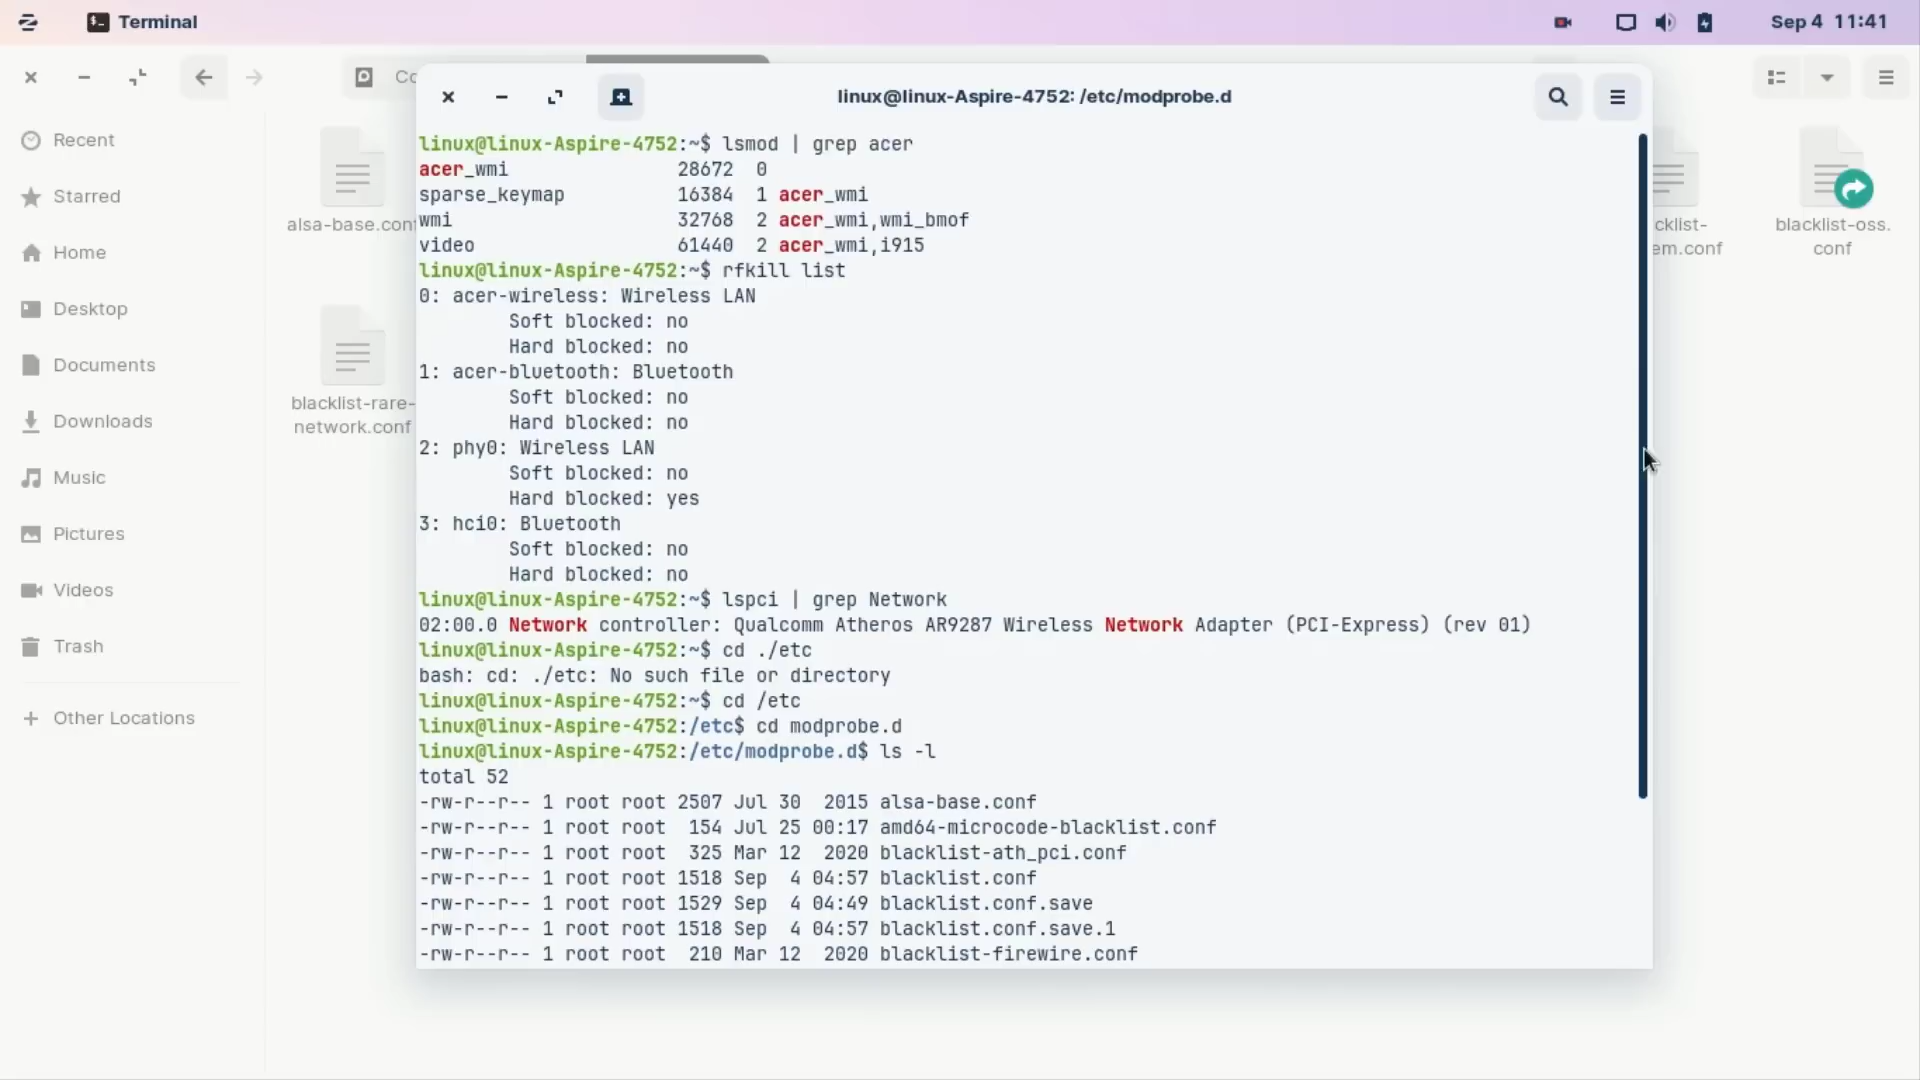 Terminal
Sep 4 11:41
Co
Recent
Starred
Home
Desktop
Documents
Downloads
Music
Pictures
Videos
Trash
Other Locations
alsa-base.con
blacklist-rare-
network.conf
cklist-
em.conf
blacklist-oss.
conf
linux@linux-Aspire-4752: /etc/modprobe.d
linux@linux-Aspire-4752:~$ lsmod | grep acer
acer_wmi 28672 0
sparse_keymap 16384 1 acer_wmi
wmi 32768 2 acer_wmi,wmi_bmof
video 61440 2 acer_wmi,i915
linux@linux-Aspire-4752:~$ rfkill list
0: acer-wireless: Wireless LAN
Soft blocked: no
Hard blocked: no
1: acer-bluetooth: Bluetooth
Soft blocked: no
Hard blocked: no
2: phy0: Wireless LAN
Soft blocked: no
Hard blocked: yes
3: hci0: Bluetooth
Soft blocked: no
Hard blocked: no
linux@linux-Aspire-4752:~$ lspci | grep Network
02:00.0 Network controller: Qualcomm Atheros AR9287 Wireless Network Adapter (PCI-Express) (rev 01)
linux@linux-Aspire-4752:~$ cd ./etc
bash: cd: ./etc: No such file or directory
linux@linux-Aspire-4752:~$ cd /etc
linux@linux-Aspire-4752:/etc$ cd modprobe.d
linux@linux-Aspire-4752:/etc/modprobe.d$ ls -l
total 52
-rw-r--r-- 1 root root 2507 Jul 30 2015 alsa-base.conf
-rw-r--r-- 1 root root 154 Jul 25 00:17 amd64-microcode-blacklist.conf
-rw-r--r-- 1 root root 325 Mar 12 2020 blacklist-ath_pci.conf
-rw-r--r-- 1 root root 1518 Sep 4 04:57 blacklist.conf
-rw-r--r-- 1 root root 1529 Sep 4 04:49 blacklist.conf.save
-rw-r--r-- 1 root root 1518 Sep 4 04:57 blacklist.conf.save.1
-rw-r--r-- 1 root root 210 Mar 12 2020 blacklist-firewire.conf